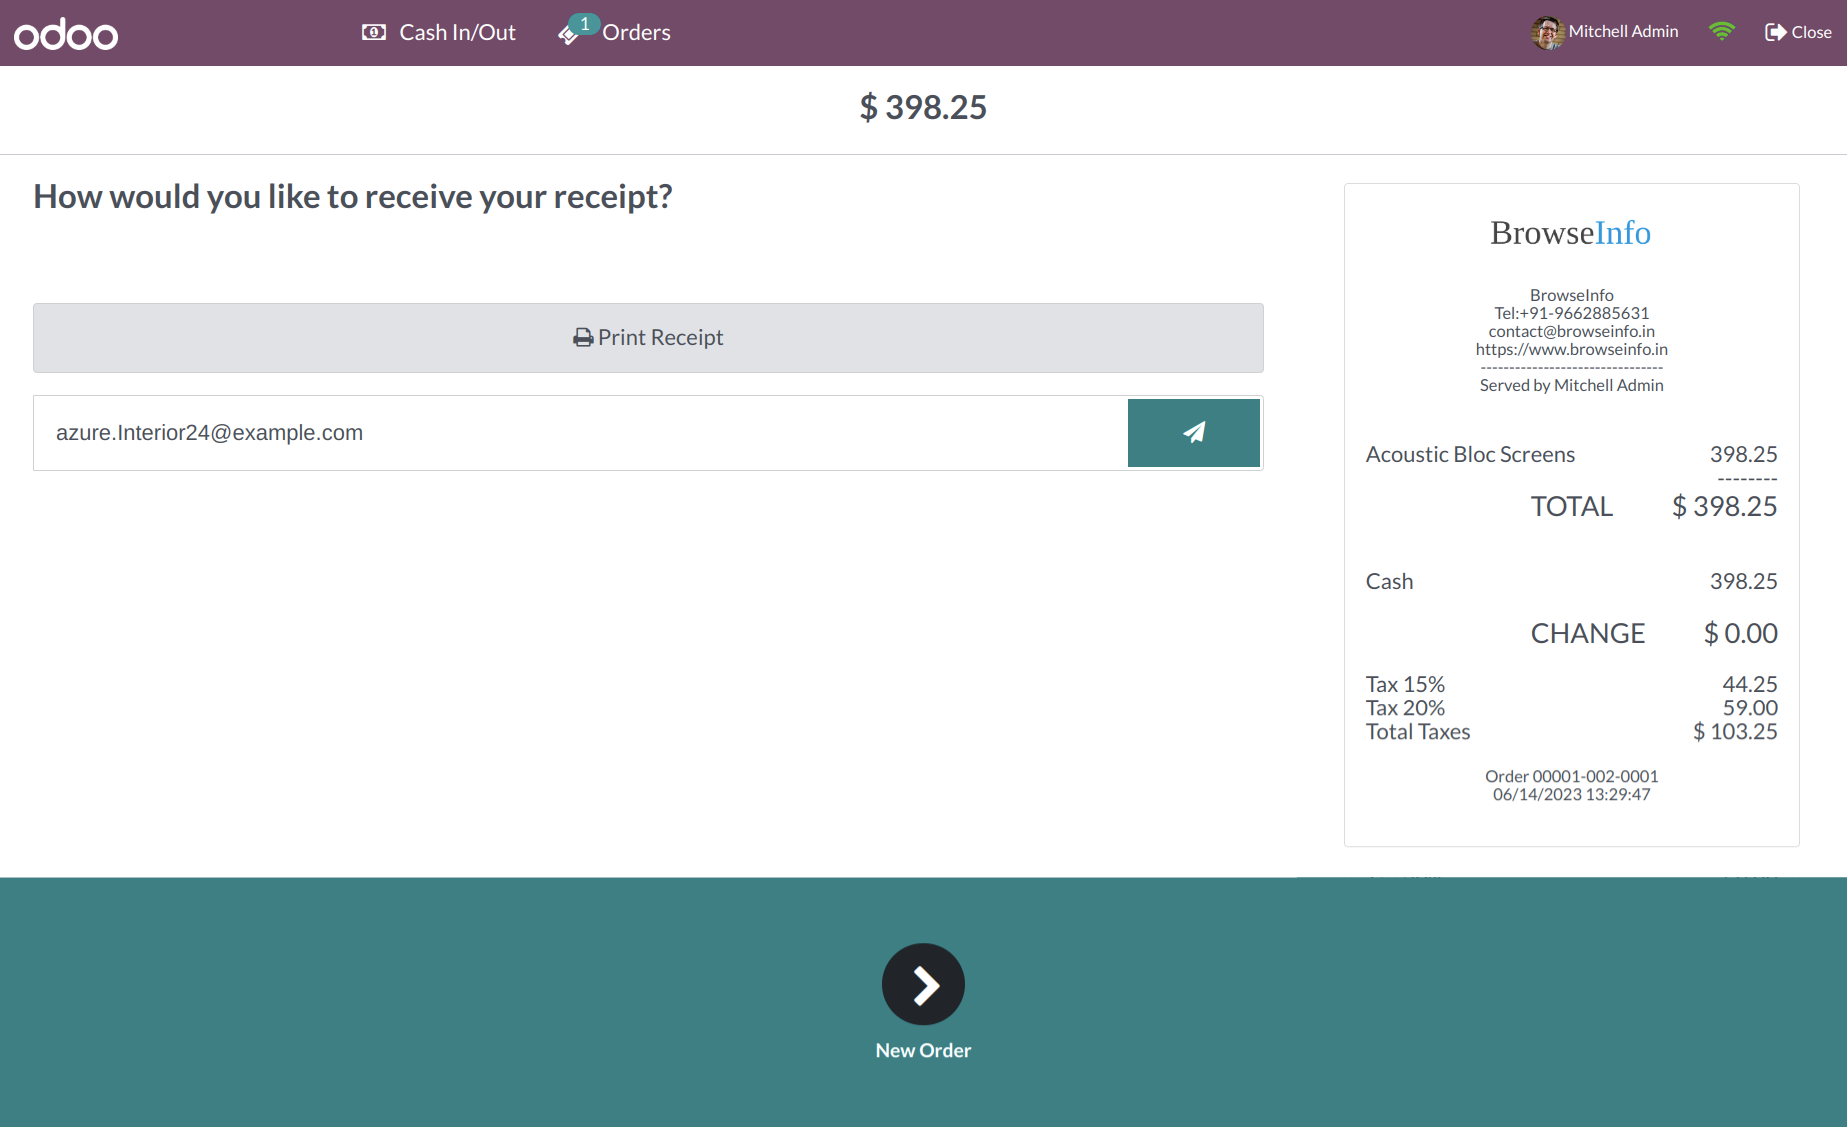 odoo
Cash In/Out
1
Orders
Mitchell Admin
Close
$ 398.25
How would you like to receive your receipt?
Print Receipt
azure.Interior24@example.com
BrowseInfo
BrowseInfo
Tel:+91-9662885631
contact@browseinfo.in
https://www.browseinfo.in
--------------------------------
Served by Mitchell Admin
Acoustic Bloc Screens 398.25
--------
TOTAL $ 398.25
Cash 398.25
CHANGE $ 0.00
Tax 15% 44.25
Tax 20% 59.00
Total Taxes $ 103.25
Order 00001-002-0001
06/14/2023 13:29:47
New Order